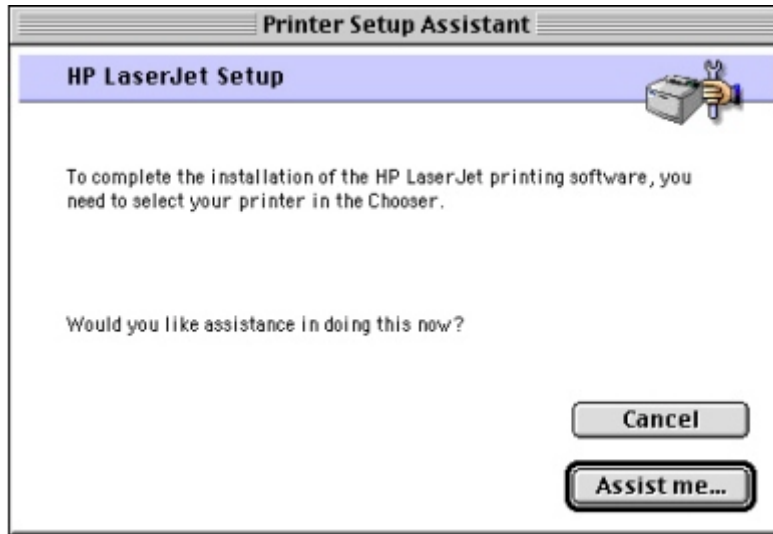 Printer Setup Assistant
HP LaserJet Setup
To complete the installation of the HP LaserJet printing software, you
need to select your printer in the Chooser.
Would you like assistance in doing this now?
Cancel
Assist me...